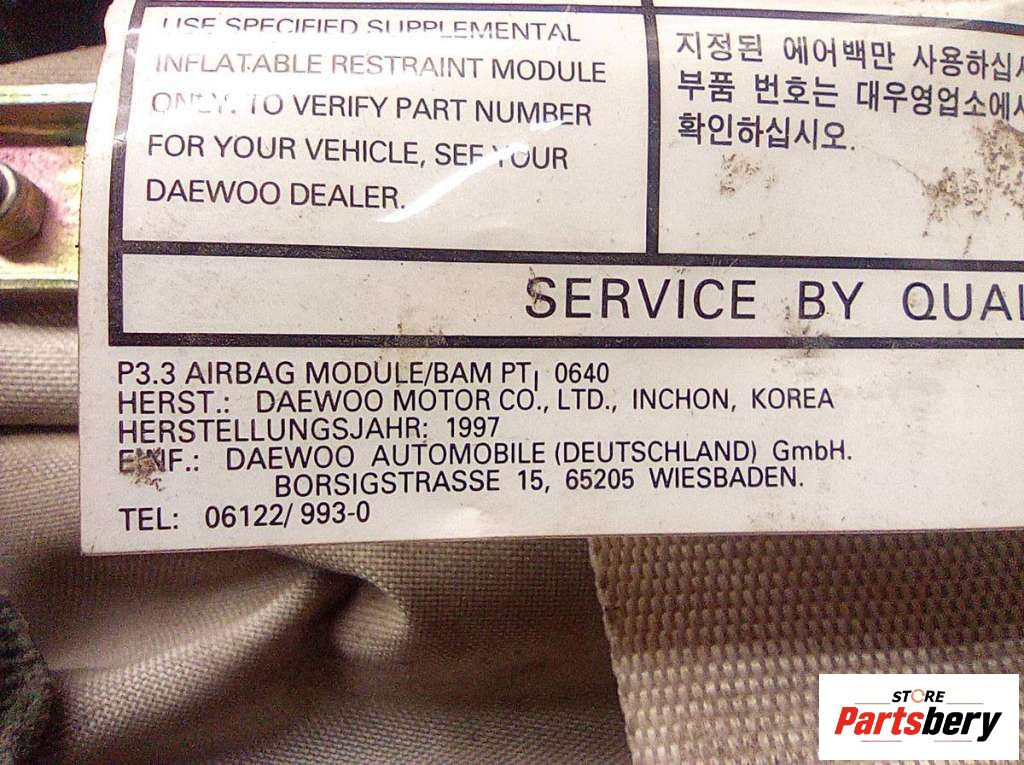 USE SPECIFIED SUPPLEMENTAL
INFLATABLE RESTRAINT MODULE
ONLY. TO VERIFY PART NUMBER
FOR YOUR VEHICLE, SEE YOUR
DAEWOO DEALER.
지정된 에어백만 사용하십시
부품 번호는 대우영업소에서
확인하십시오.
SERVICE BY QUAL
P3.3 AIRBAG MODULE/BAM PT, 0640
HERST.: DAEWOO MOTOR CO., LTD., INCHON, KOREA
HERSTELLUNGSJAHR: 1997
EINF.: DAEWOO AUTOMOBILE (DEUTSCHLAND) GmbH.
BORSIGSTRASSE 15, 65205 WIESBADEN.
TEL: 06122/993-0
STORE
Partsbery